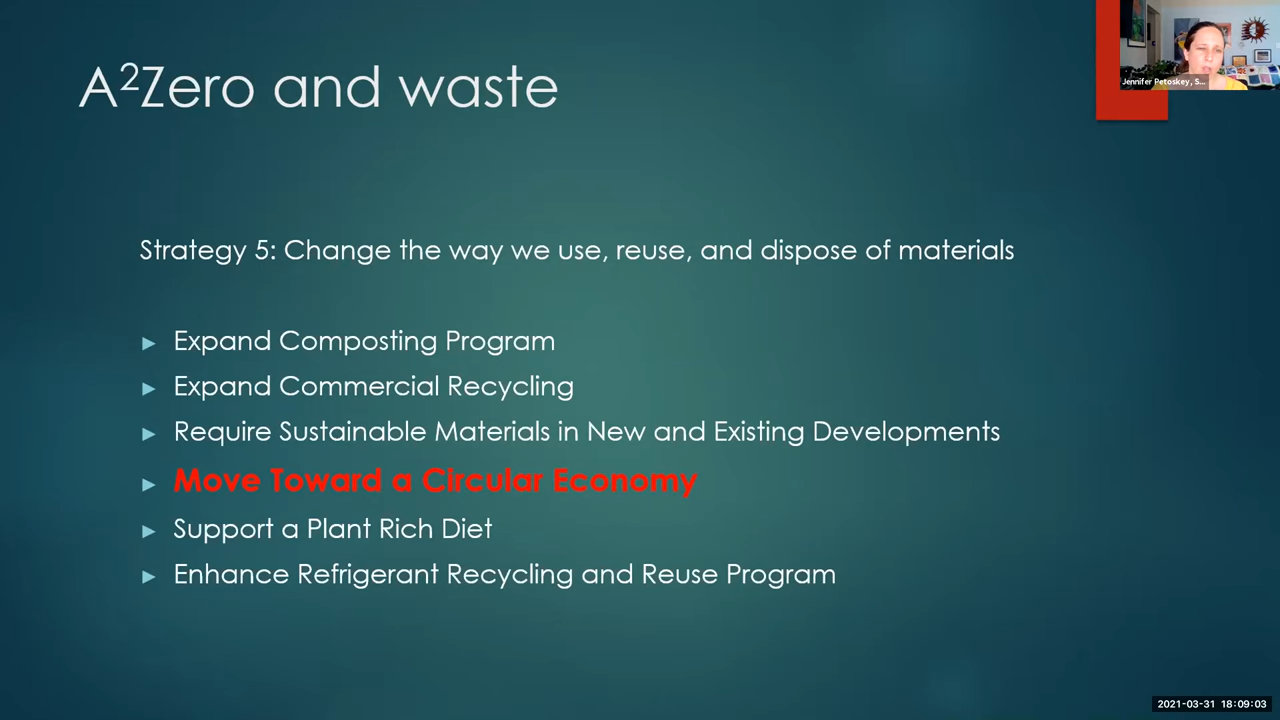 A²Zero and waste
Jennifer Petoskey, S...
Strategy 5: Change the way we use, reuse, and dispose of materials
Expand Composting Program
Expand Commercial Recycling
Require Sustainable Materials in New and Existing Developments
Move Toward a Circular Economy
Support a Plant Rich Diet
Enhance Refrigerant Recycling and Reuse Program
2021-03-31 18:09:03